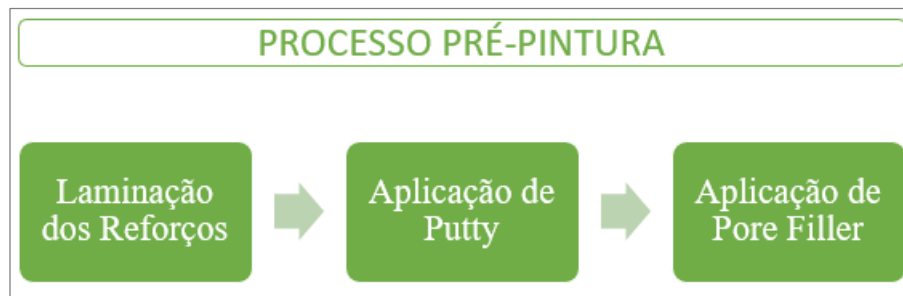 PROCESSO PRÉ-PINTURA
Laminação
dos Reforços
Aplicação de
Putty
Aplicação de
Pore Filler